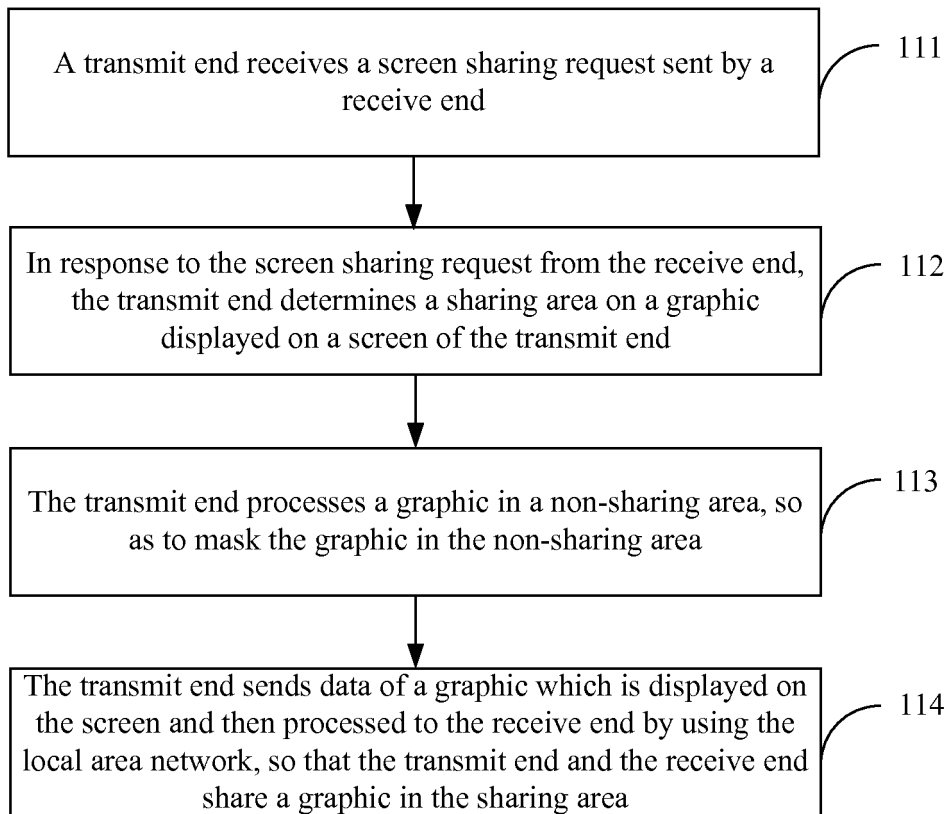 A transmit end receives a screen sharing request sent by a
receive end
111
In response to the screen sharing request from the receive end,
the transmit end determines a sharing area on a graphic
displayed on a screen of the transmit end
112
The transmit end processes a graphic in a non-sharing area, so
as to mask the graphic in the non-sharing area
113
The transmit end sends data of a graphic which is displayed on
the screen and then processed to the receive end by using the
local area network, so that the transmit end and the receive end
share a graphic in the sharing area
114